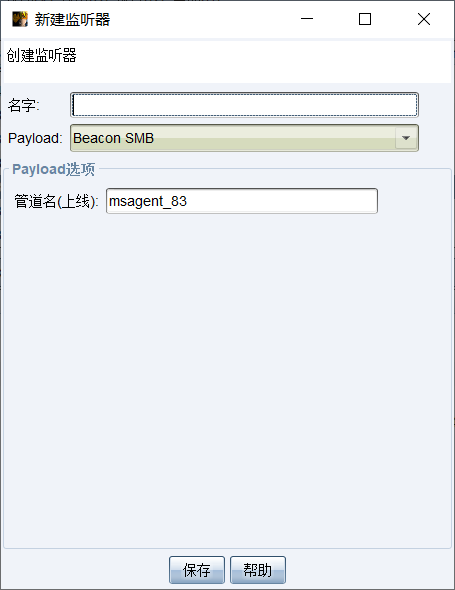 新建监听器
创建监听器
名字:
Payload: Beacon SMB
Payload选项
管道名(上线): msagent_83
保存 帮助